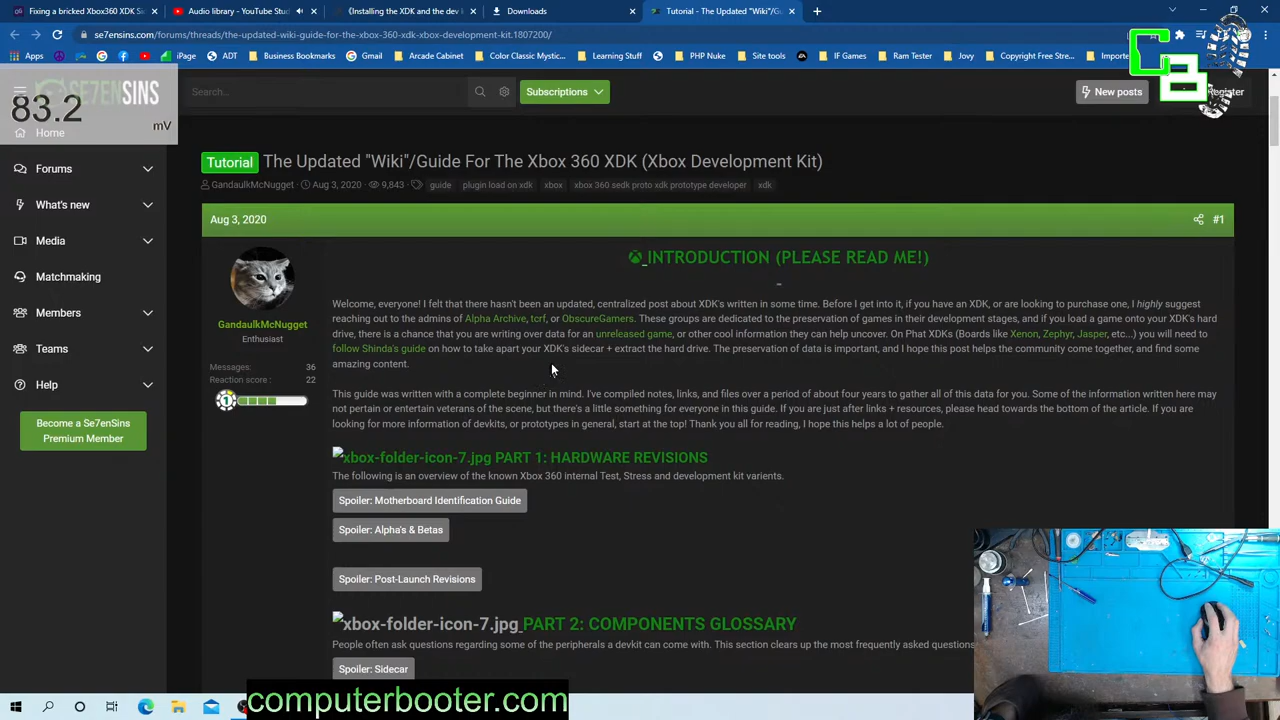 Fixing a bricked XDK Xbox360 Si
Audio library - YouTube Stud
(Installing the XDK and the dev k
Downloads
Tutorial - The Updated "Wiki"/Gu
se7ensins.com/forums/threads/the-updated-wiki-guide-for-the-xbox-360-xdk-xbox-development-kit.1807200/
Apps
iPage
ADT
Business Bookmarks
Gmail
Arcade Cabinet
Color Classic Mystic...
Learning Stuff
PHP Nuke
Site tools
IF Games
Ram Tester
Jovy
Copyright Free Stre...
Importe
CB
SE7ENSINS
83.2
mV
Search...
Subscriptions
New posts
egister
Home
Forums
What's new
Media
Matchmaking
Members
Teams
Help
Become a Se7enSins
Premium Member
Tutorial The Updated "Wiki"/Guide For The Xbox 360 XDK (Xbox Development Kit)
GandaulkMcNugget Aug 3, 2020 9,843 guide plugin load on xdk xbox xbox 360 sedk proto xdk prototype developer xdk
Aug 3, 2020
#1
GandaulkMcNugget
Enthusiast
Messages: 36
Reaction score : 22
1
INTRODUCTION (PLEASE READ ME!)
-
Welcome, everyone! I felt that there hasn't been an updated, centralized post about XDK's written in some time. Before I get into it, if you have an XDK, or are looking to purchase one, I highly suggest
reaching out to the admins of Alpha Archive, tcrf, or ObscureGamers. These groups are dedicated to the preservation of games in their development stages, and if you load a game onto your XDK's hard
drive, there is a chance that you are writing over data for an unreleased game, or other cool information they can help uncover. On Phat XDKs (Boards like Xenon, Zephyr, Jasper, etc...) you will need to
follow Shinda's guide on how to take apart your XDK's sidecar + extract the hard drive. The preservation of data is important, and I hope this post helps the community come together, and find some
amazing content.
This guide was written with a complete beginner in mind. I've compiled notes, links, and files over a period of about four years to gather all of this data for you. Some of the information written here may
not pertain or entertain veterans of the scene, but there's a little something for everyone in this guide. If you are just after links + resources, please head towards the bottom of the article. If you are
looking for more information of devkits, or prototypes in general, start at the top! Thank you all for reading, I hope this helps a lot of people.
xbox-folder-icon-7.jpg PART 1: HARDWARE REVISIONS
The following is an overview of the known Xbox 360 internal Test, Stress and development kit varients.
Spoiler: Motherboard Identification Guide
Spoiler: Alpha's & Betas
Spoiler: Post-Launch Revisions
xbox-folder-icon-7.jpg PART 2: COMPONENTS GLOSSARY
People often ask questions regarding some of the peripherals a devkit can come with. This section clears up the most frequently asked questions
Spoiler: Sidecar
computerbooter.com